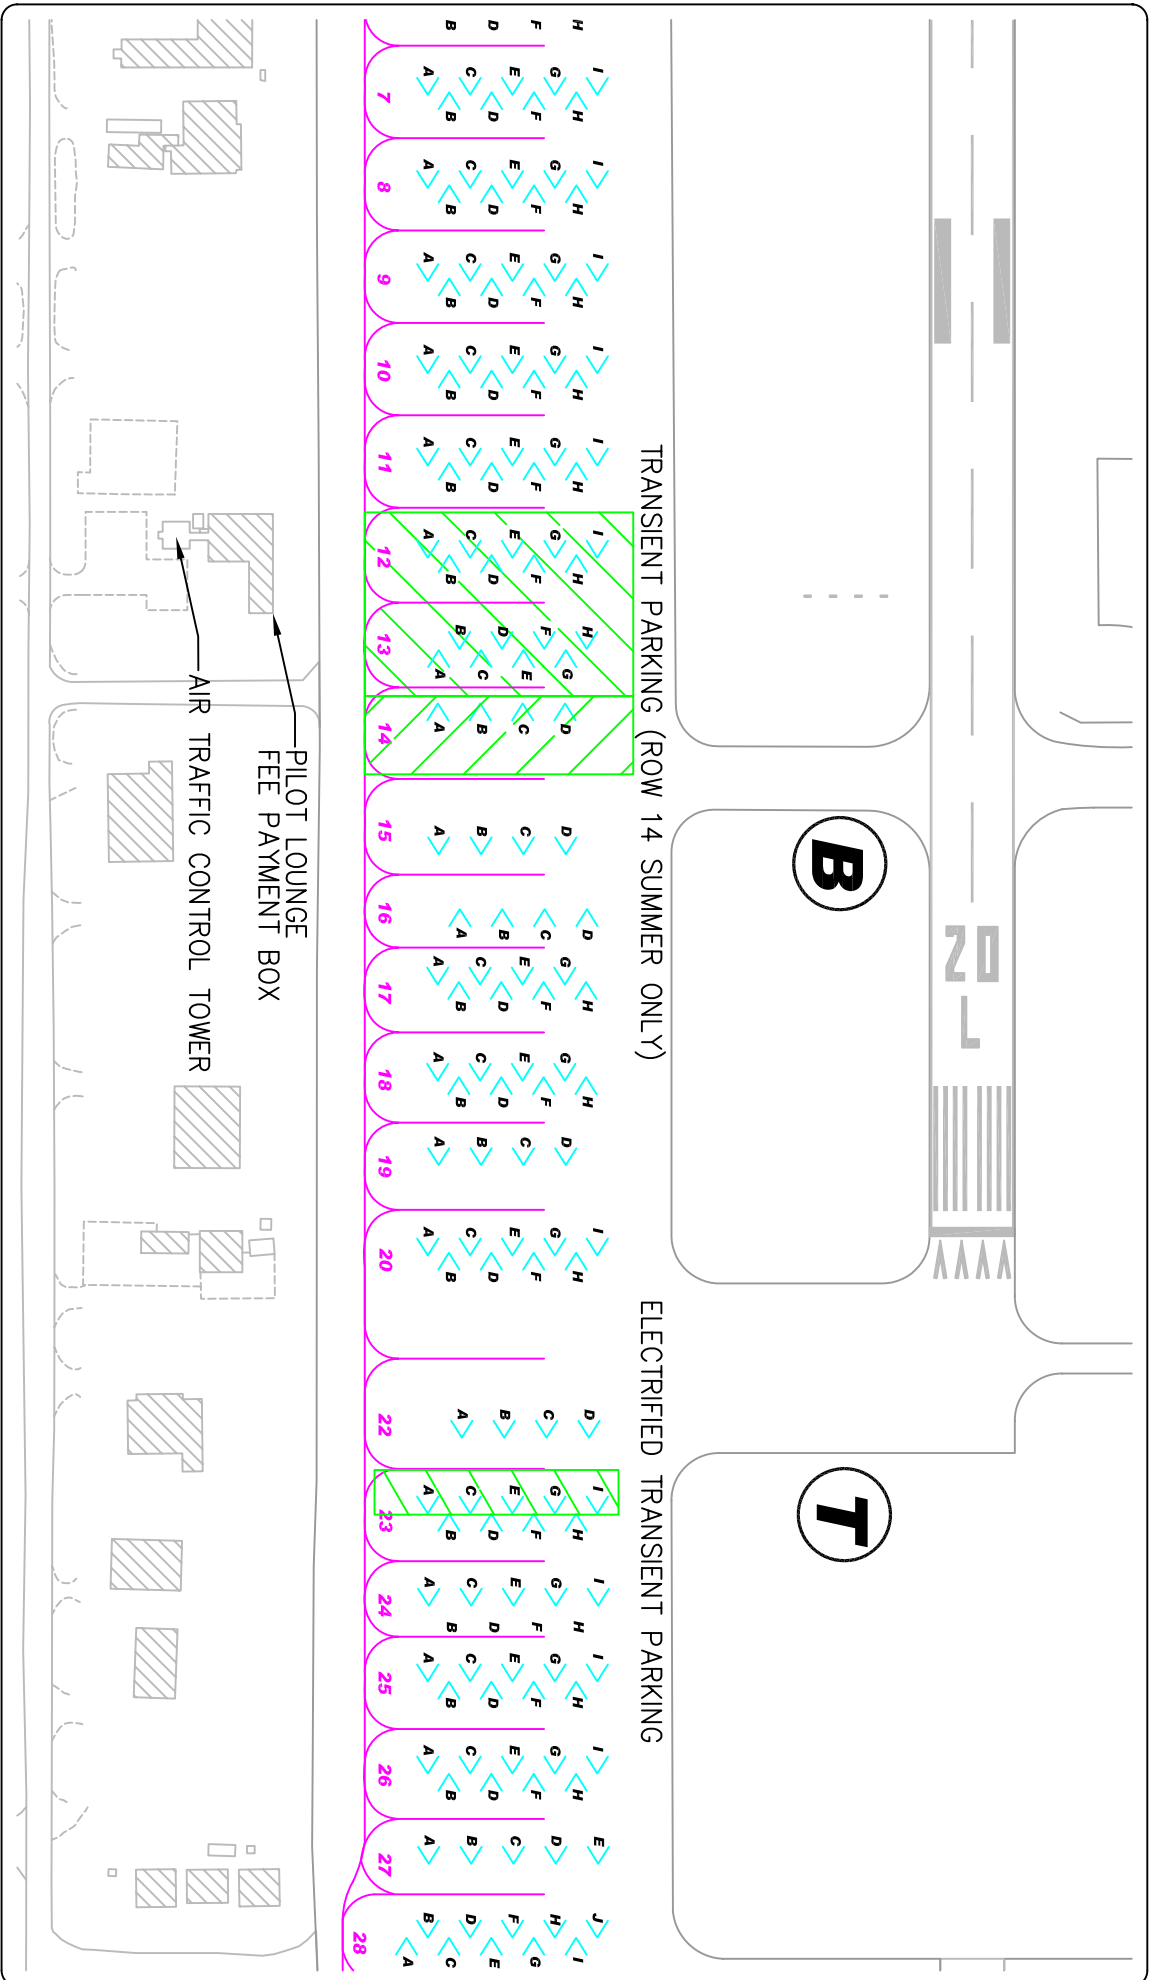 20
L
B
T
TRANSIENT PARKING (ROW 14 SUMMER ONLY)
ELECTRIFIED TRANSIENT PARKING
H F D B
I G E C A
H F D B
7
I G E C A
H F D B
8
I G E C A
H F D B
9
I G E C A
H F D B
10
I G E C A
H F D B
11
I G E C A
H F D B
12
H F D B
G E C A
13
D C B A
14
D C B A
15
D C B A
16
G E C A
H F D B
17
G E C A
H F D B
18
D C B A
19
I G E C A
H F D B
20
D C B A
22
I G E C A
H F D B
23
I G E C A
H F D B
24
I G E C A
H F D B
25
I G E C A
H F D B
26
E D C B A
27
J H F D B
I G E C A
28
PILOT LOUNGE
FEE PAYMENT BOX
AIR TRAFFIC CONTROL TOWER